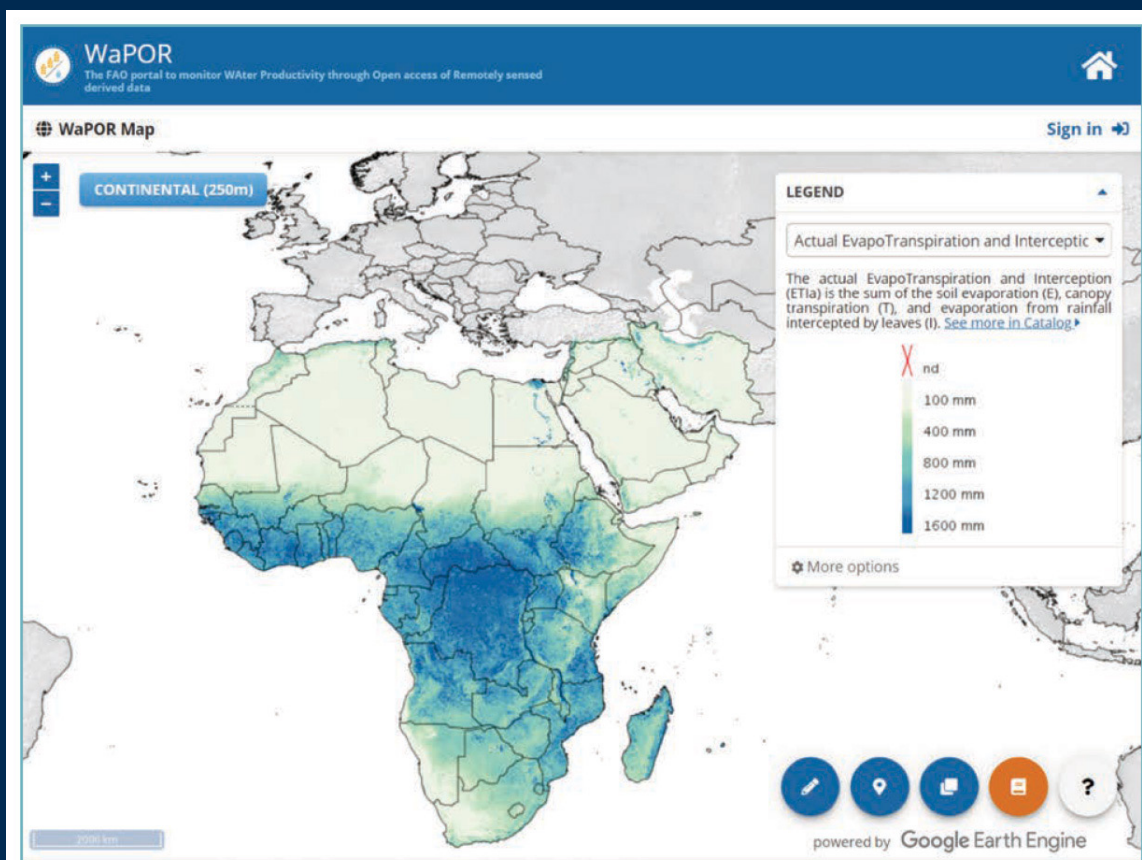 WaPOR
The FAO portal to monitor WAter Productivity through Open access of Remotely sensed
derived data
WaPOR Map
Sign in
+
−
CONTINENTAL (250m)
LEGEND
Actual EvapoTranspiration and Interceptic
The actual EvapoTranspiration and Interception
(ETIa) is the sum of the soil evaporation (E), canopy
transpiration (T), and evaporation from rainfall
intercepted by leaves (I). See more in Catalog
nd
100 mm
400 mm
800 mm
1200 mm
1600 mm
More options
?
2000 km
powered by Google Earth Engine